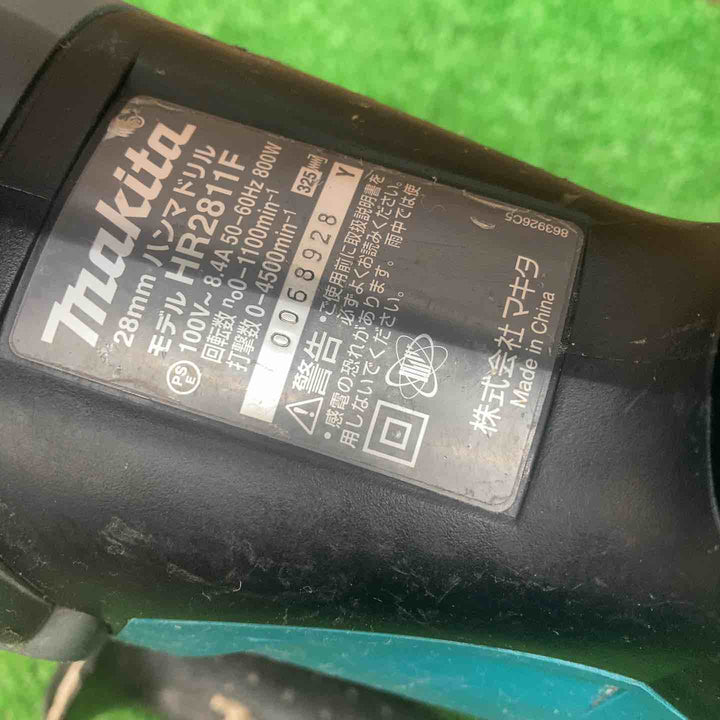 makita
28mm ハンマドリル
モデル HR2811F
100V～ 8.4A 50-60Hz 800W
回転数 n₀0-1100min-1
打撃数 0-4500min-1
0068928 Y
⚠警告
・ご使用前に取扱説明書を
必ずよくお読みください。
・感電の恐れがあります。雨中では使
用しないでください。
株式会社 マキタ
Made in China
863926C5
PS
E